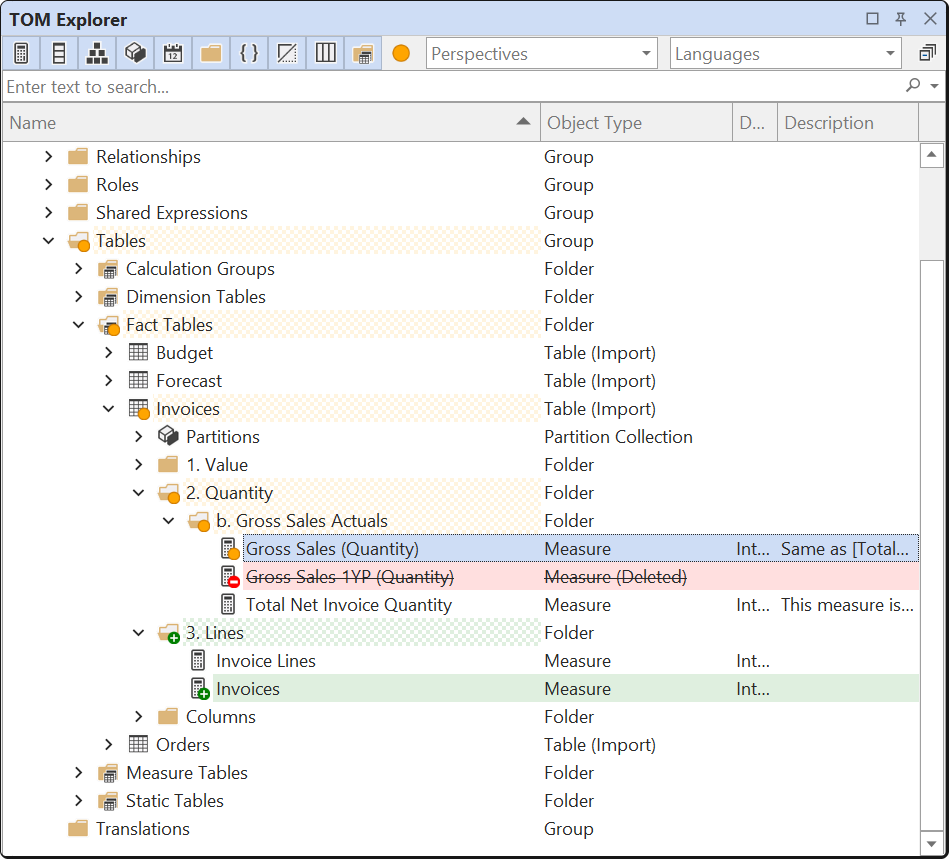 TOM Explorer
12 { } Perspectives Languages
Enter text to search...
Name Object Type D... Description
Relationships Group
Roles Group
Shared Expressions Group
Tables Group
Calculation Groups Folder
Dimension Tables Folder
Fact Tables Folder
Budget Table (Import)
Forecast Table (Import)
Invoices Table (Import)
Partitions Partition Collection
1. Value Folder
2. Quantity Folder
b. Gross Sales Actuals Folder
Gross Sales (Quantity) Measure Int... Same as [Total...
Gross Sales 1YP (Quantity) Measure (Deleted)
Total Net Invoice Quantity Measure Int... This measure is...
3. Lines Folder
Invoice Lines Measure Int...
Invoices Measure Int...
Columns Folder
Orders Table (Import)
Measure Tables Folder
Static Tables Folder
Translations Group